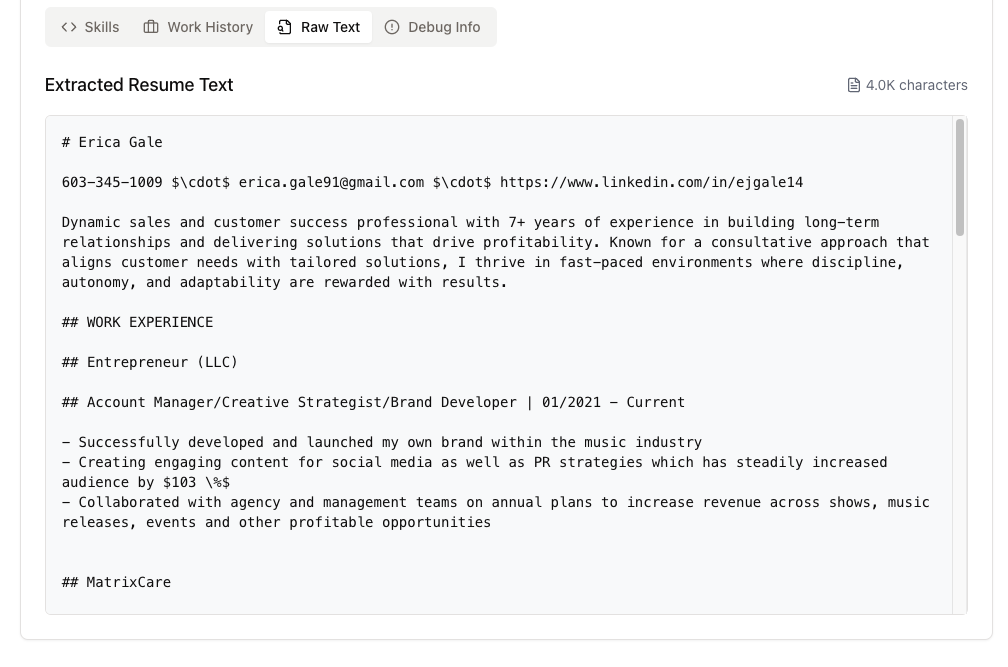 Skills Work History Raw Text Debug Info
Extracted Resume Text 4.0K characters
# Erica Gale
603-345-1009 $\cdot$ erica.gale91@gmail.com $\cdot$ https://www.linkedin.com/in/ejgale14
Dynamic sales and customer success professional with 7+ years of experience in building long-term
relationships and delivering solutions that drive profitability. Known for a consultative approach that
aligns customer needs with tailored solutions, I thrive in fast-paced environments where discipline,
autonomy, and adaptability are rewarded with results.
## WORK EXPERIENCE
## Entrepreneur (LLC)
## Account Manager/Creative Strategist/Brand Developer | 01/2021 - Current
- Successfully developed and launched my own brand within the music industry
- Creating engaging content for social media as well as PR strategies which has steadily increased
audience by $103 \%$
- Collaborated with agency and management teams on annual plans to increase revenue across shows, music
releases, events and other profitable opportunities
## MatrixCare